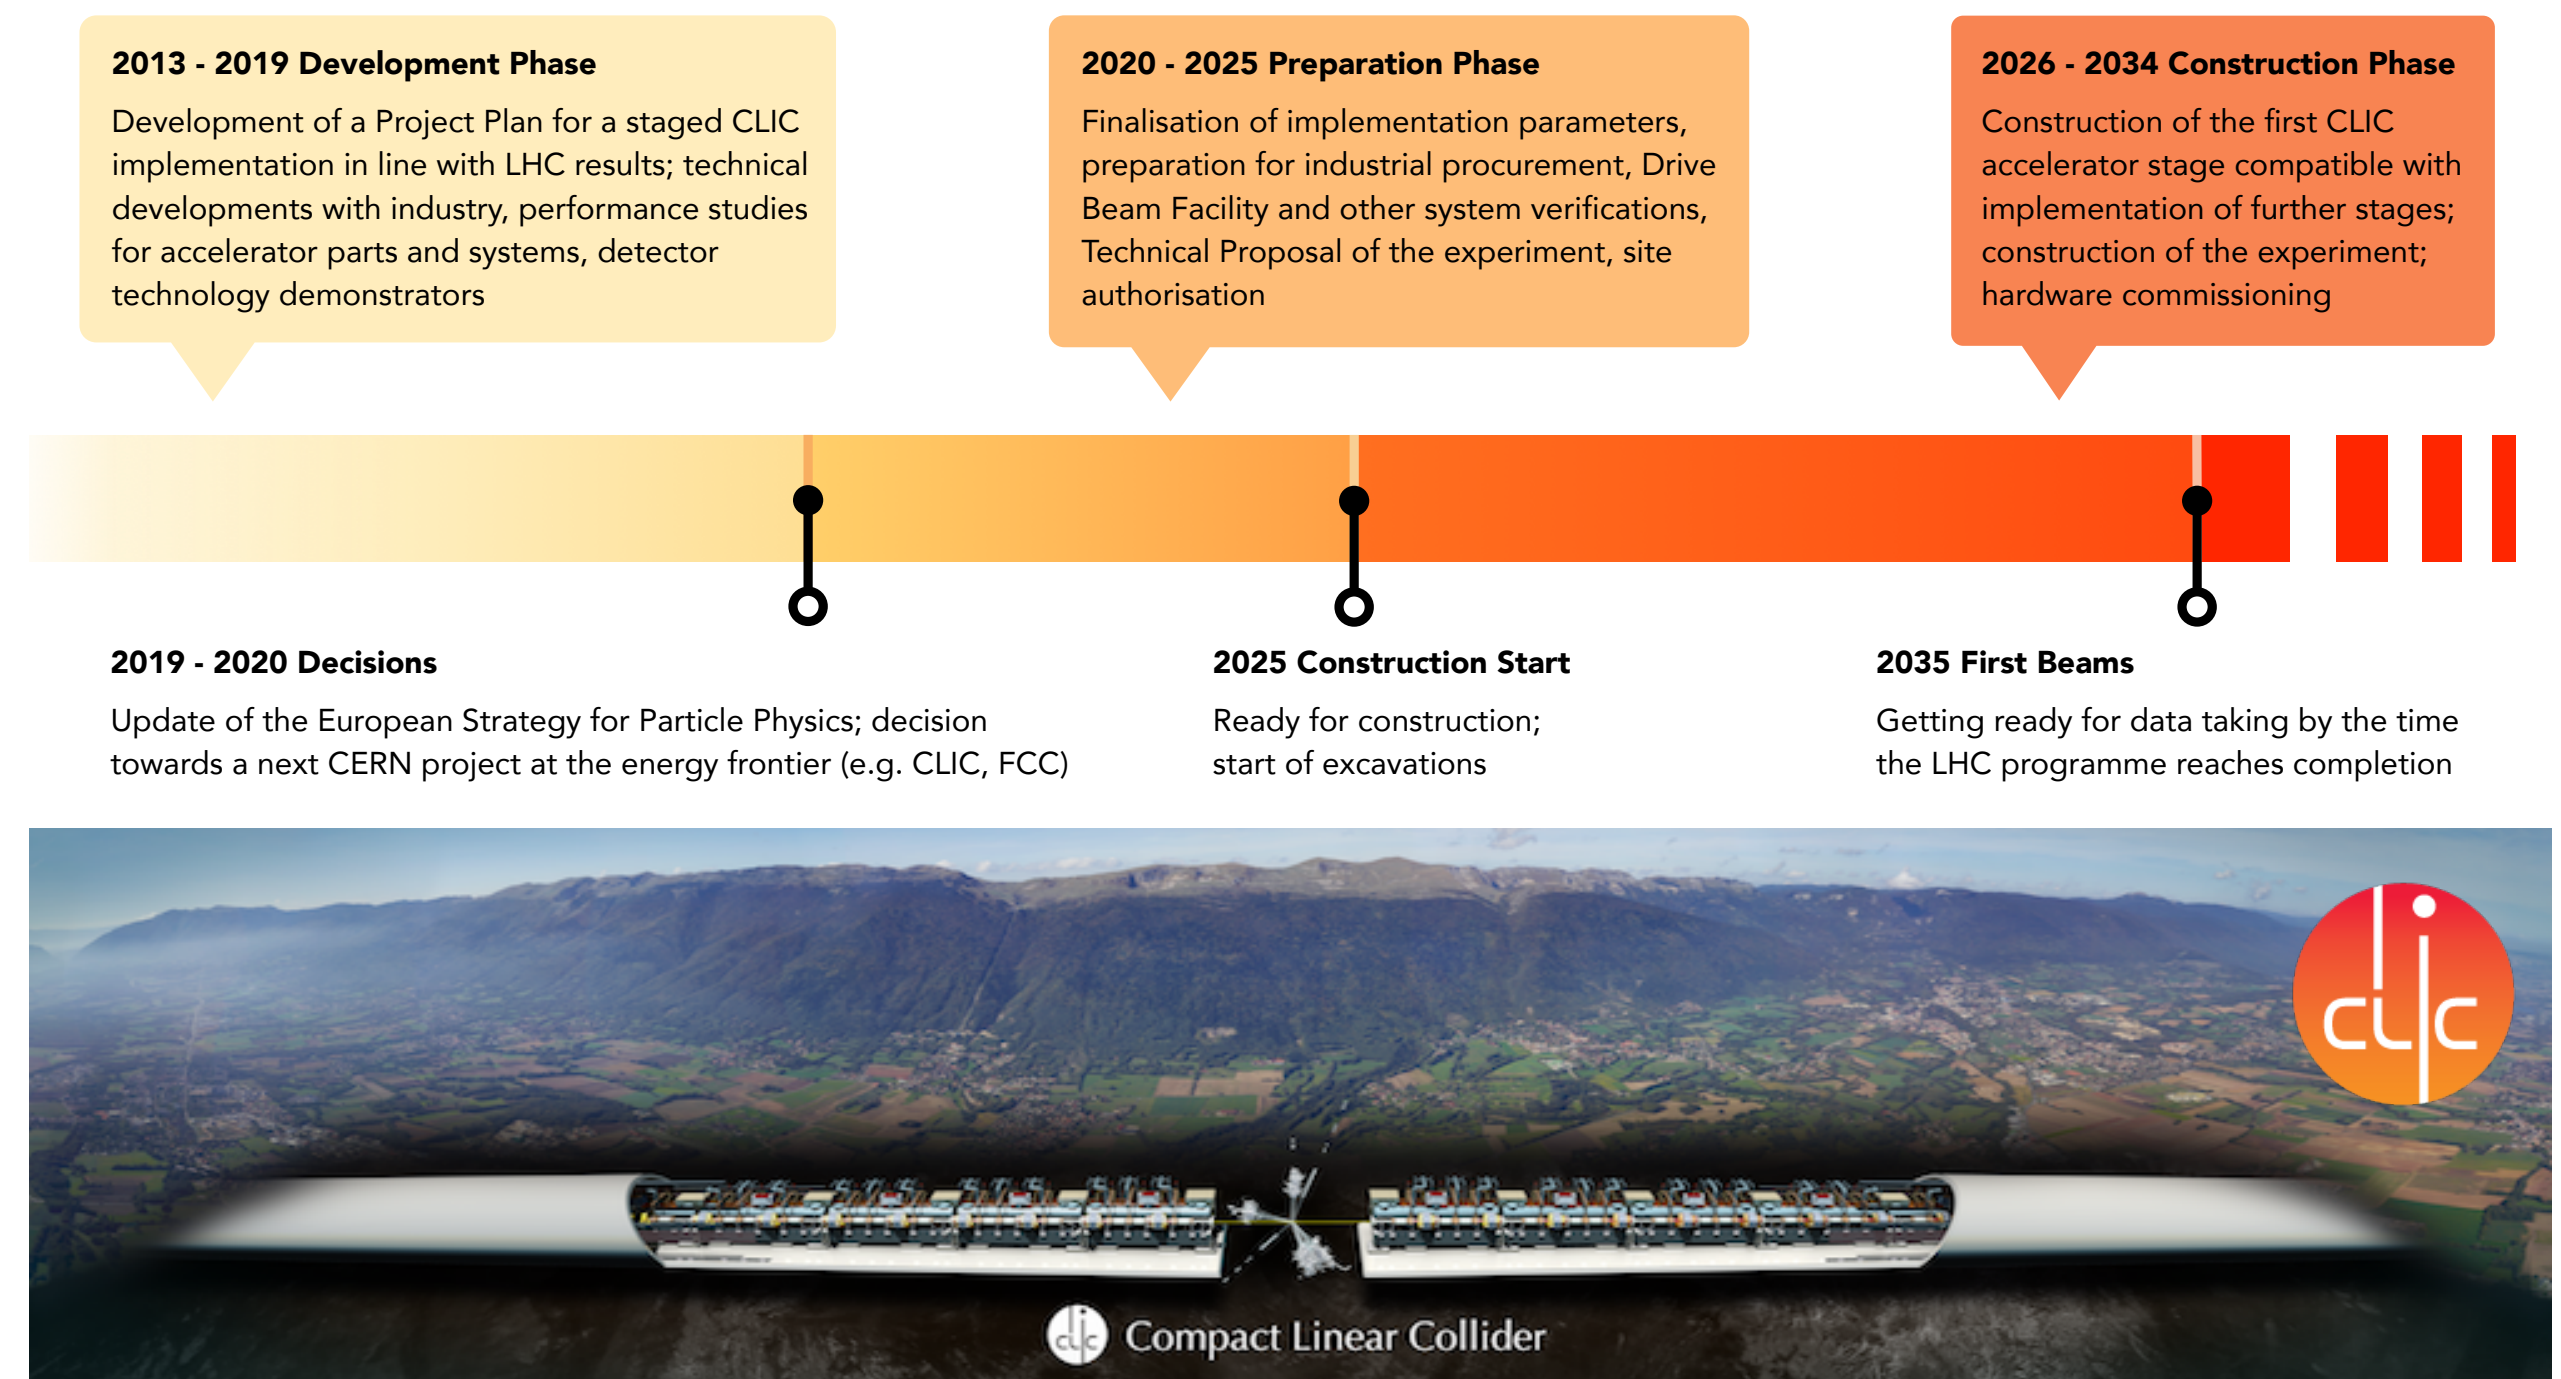 2013 - 2019 Development Phase
Development of a Project Plan for a staged CLIC
implementation in line with LHC results; technical
developments with industry, performance studies
for accelerator parts and systems, detector
technology demonstrators
2020 - 2025 Preparation Phase
Finalisation of implementation parameters,
preparation for industrial procurement, Drive
Beam Facility and other system verifications,
Technical Proposal of the experiment, site
authorisation
2026 - 2034 Construction Phase
Construction of the first CLIC
accelerator stage compatible with
implementation of further stages;
construction of the experiment;
hardware commissioning
2019 - 2020 Decisions
Update of the European Strategy for Particle Physics; decision
towards a next CERN project at the energy frontier (e.g. CLIC, FCC)
2025 Construction Start
Ready for construction;
start of excavations
2035 First Beams
Getting ready for data taking by the time
the LHC programme reaches completion
clic
clic Compact Linear Collider